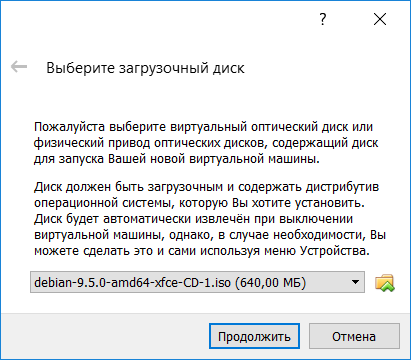 ?
Выберите загрузочный диск
Пожалуйста выберите виртуальный оптический диск или
физический привод оптических дисков, содержащий диск
для запуска Вашей новой виртуальной машины.
Диск должен быть загрузочным и содержать дистрибутив
операционной системы, которую Вы хотите установить.
Диск будет автоматически извлечён при выключении
виртуальной машины, однако, в случае необходимости, Вы
можете сделать это и сами используя меню Устройства.
debian-9.5.0-amd64-xfce-CD-1.iso (640,00 МБ)
Продолжить
Отмена